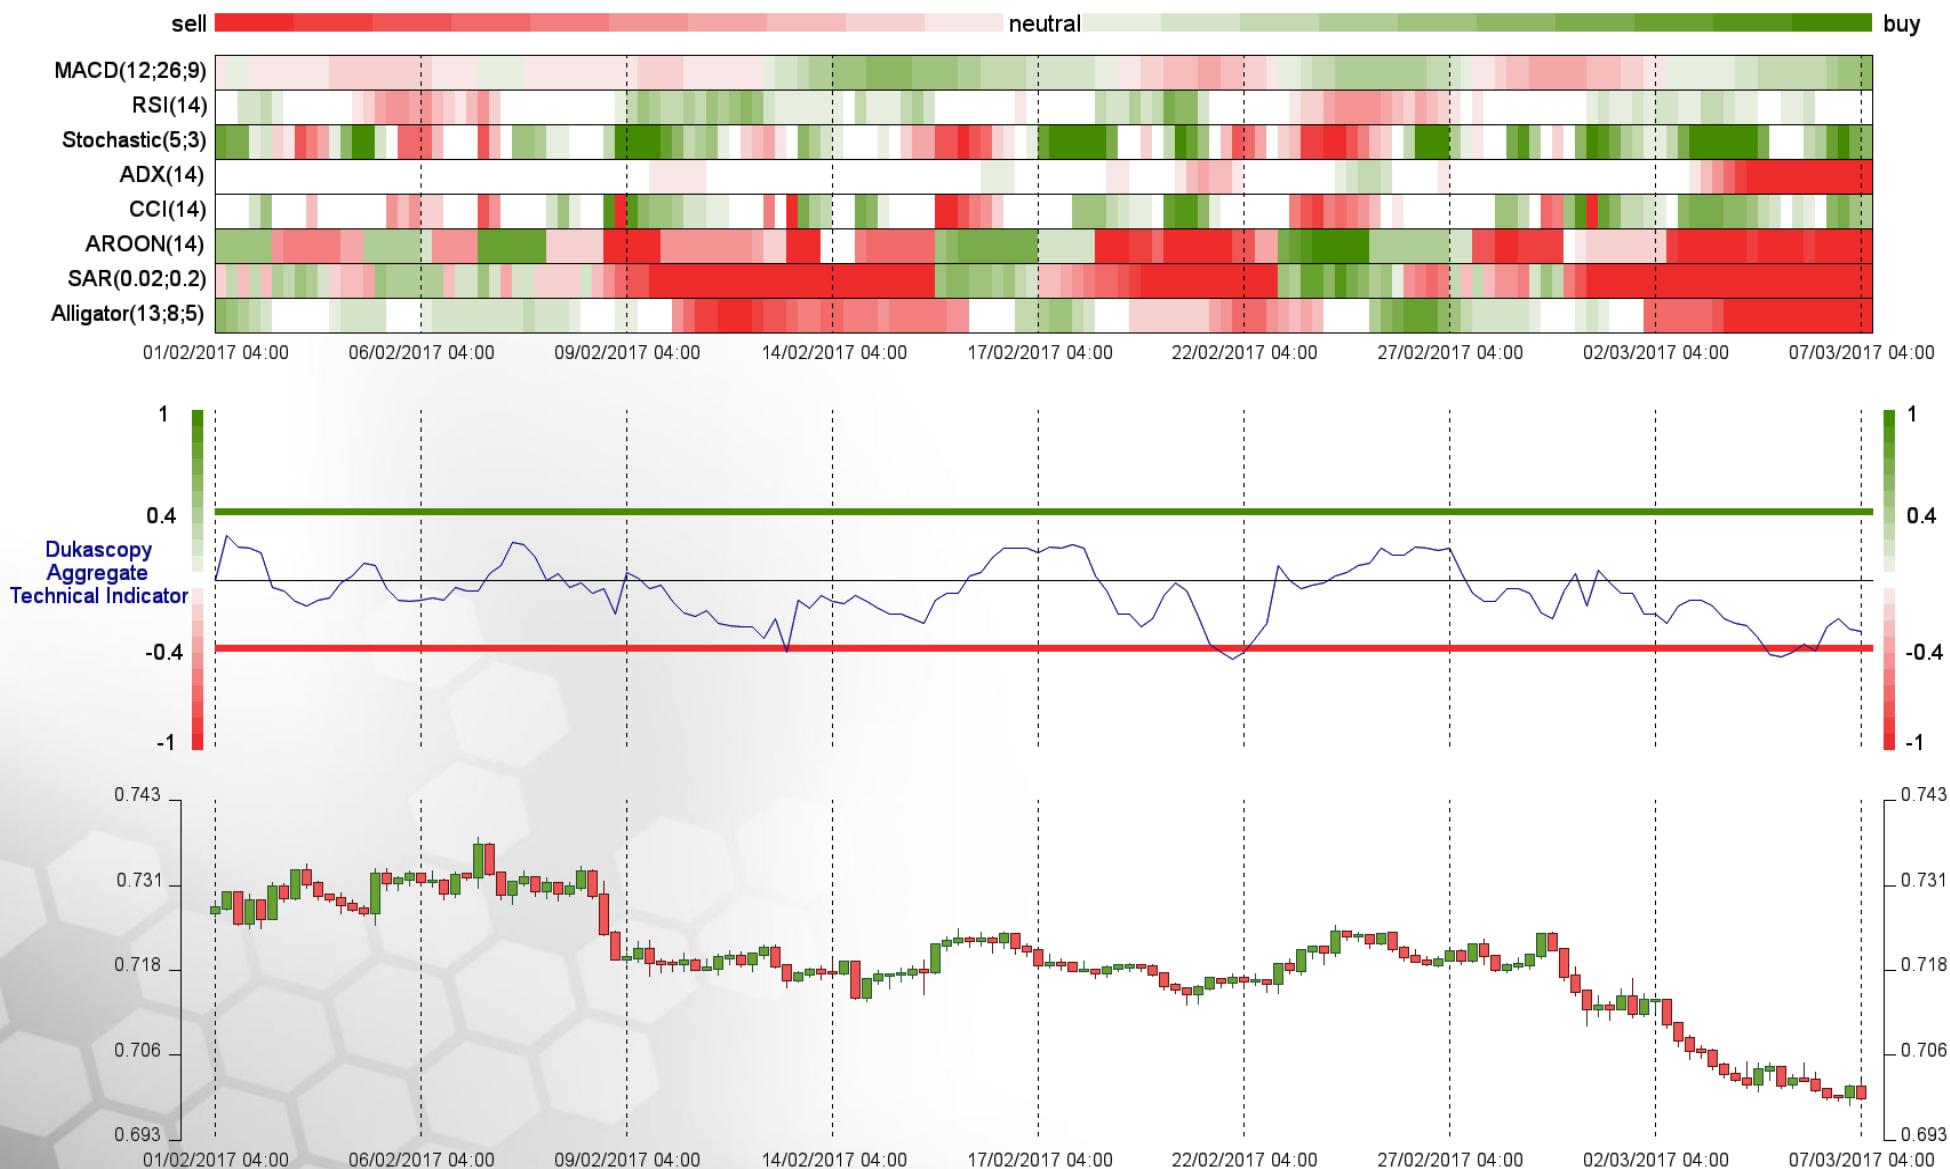 sell neutral buy
MACD(12;26;9)
RSI(14)
Stochastic(5;3)
ADX(14)
CCI(14)
AROON(14)
SAR(0.02;0.2)
Alligator(13;8;5)
01/02/2017 04:00 06/02/2017 04:00 09/02/2017 04:00 14/02/2017 04:00 17/02/2017 04:00 22/02/2017 04:00 27/02/2017 04:00 02/03/2017 04:00 07/03/2017 04:00
1 1
0.4 0.4
Dukascopy
Aggregate
Technical Indicator
-0.4 -0.4
-1 -1
0.743 0.743
0.731 0.731
0.718 0.718
0.706 0.706
0.693 0.693
01/02/2017 04:00 06/02/2017 04:00 09/02/2017 04:00 14/02/2017 04:00 17/02/2017 04:00 22/02/2017 04:00 27/02/2017 04:00 02/03/2017 04:00 07/03/2017 04:00